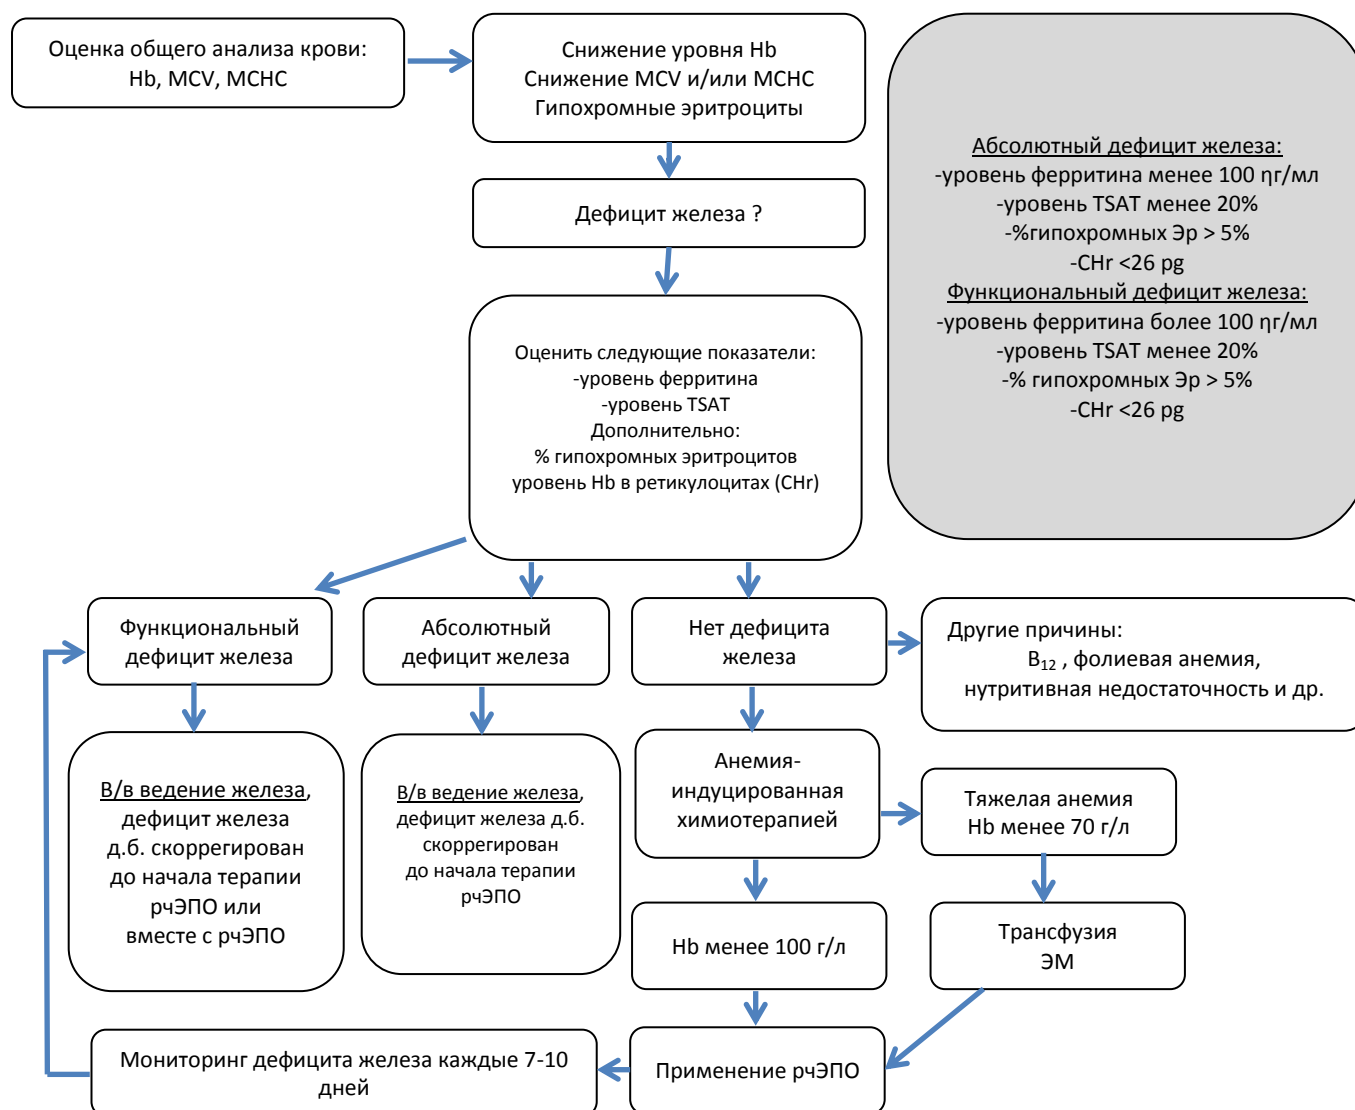 Оценка общего анализа крови:
Hb, MCV, MCHC
Снижение уровня Hb
Снижение MCV и/или MCHC
Гипохромные эритроциты
Абсолютный дефицит железа:
-уровень ферритина менее 100 ηг/мл
-уровень TSAT менее 20%
-%гипохромных Эр > 5%
-CHr <26 pg
Функциональный дефицит железа:
-уровень ферритина более 100 ηг/мл
-уровень TSAT менее 20%
-% гипохромных Эр > 5%
-CHr <26 pg
Дефицит железа ?
Оценить следующие показатели:
-уровень ферритина
-уровень TSAT
Дополнительно:
% гипохромных эритроцитов
уровень Hb в ретикулоцитах (CHr)
Функциональный
дефицит железа
Абсолютный
дефицит железа
Нет дефицита
железа
Другие причины:
B₁₂ , фолиевая анемия,
нутритивная недостаточность и др.
В/в ведение железа,
дефицит железа
д.б. скоррегирован
до начала терапии
рчЭПО или
вместе с рчЭПО
В/в ведение железа,
дефицит железа д.б.
скоррегирован
до начала терапии
рчЭПО
Анемия-
индуцированная
химиотерапией
Тяжелая анемия
Hb менее 70 г/л
Hb менее 100 г/л
Трансфузия
ЭМ
Мониторинг дефицита железа каждые 7-10
дней
Применение рчЭПО